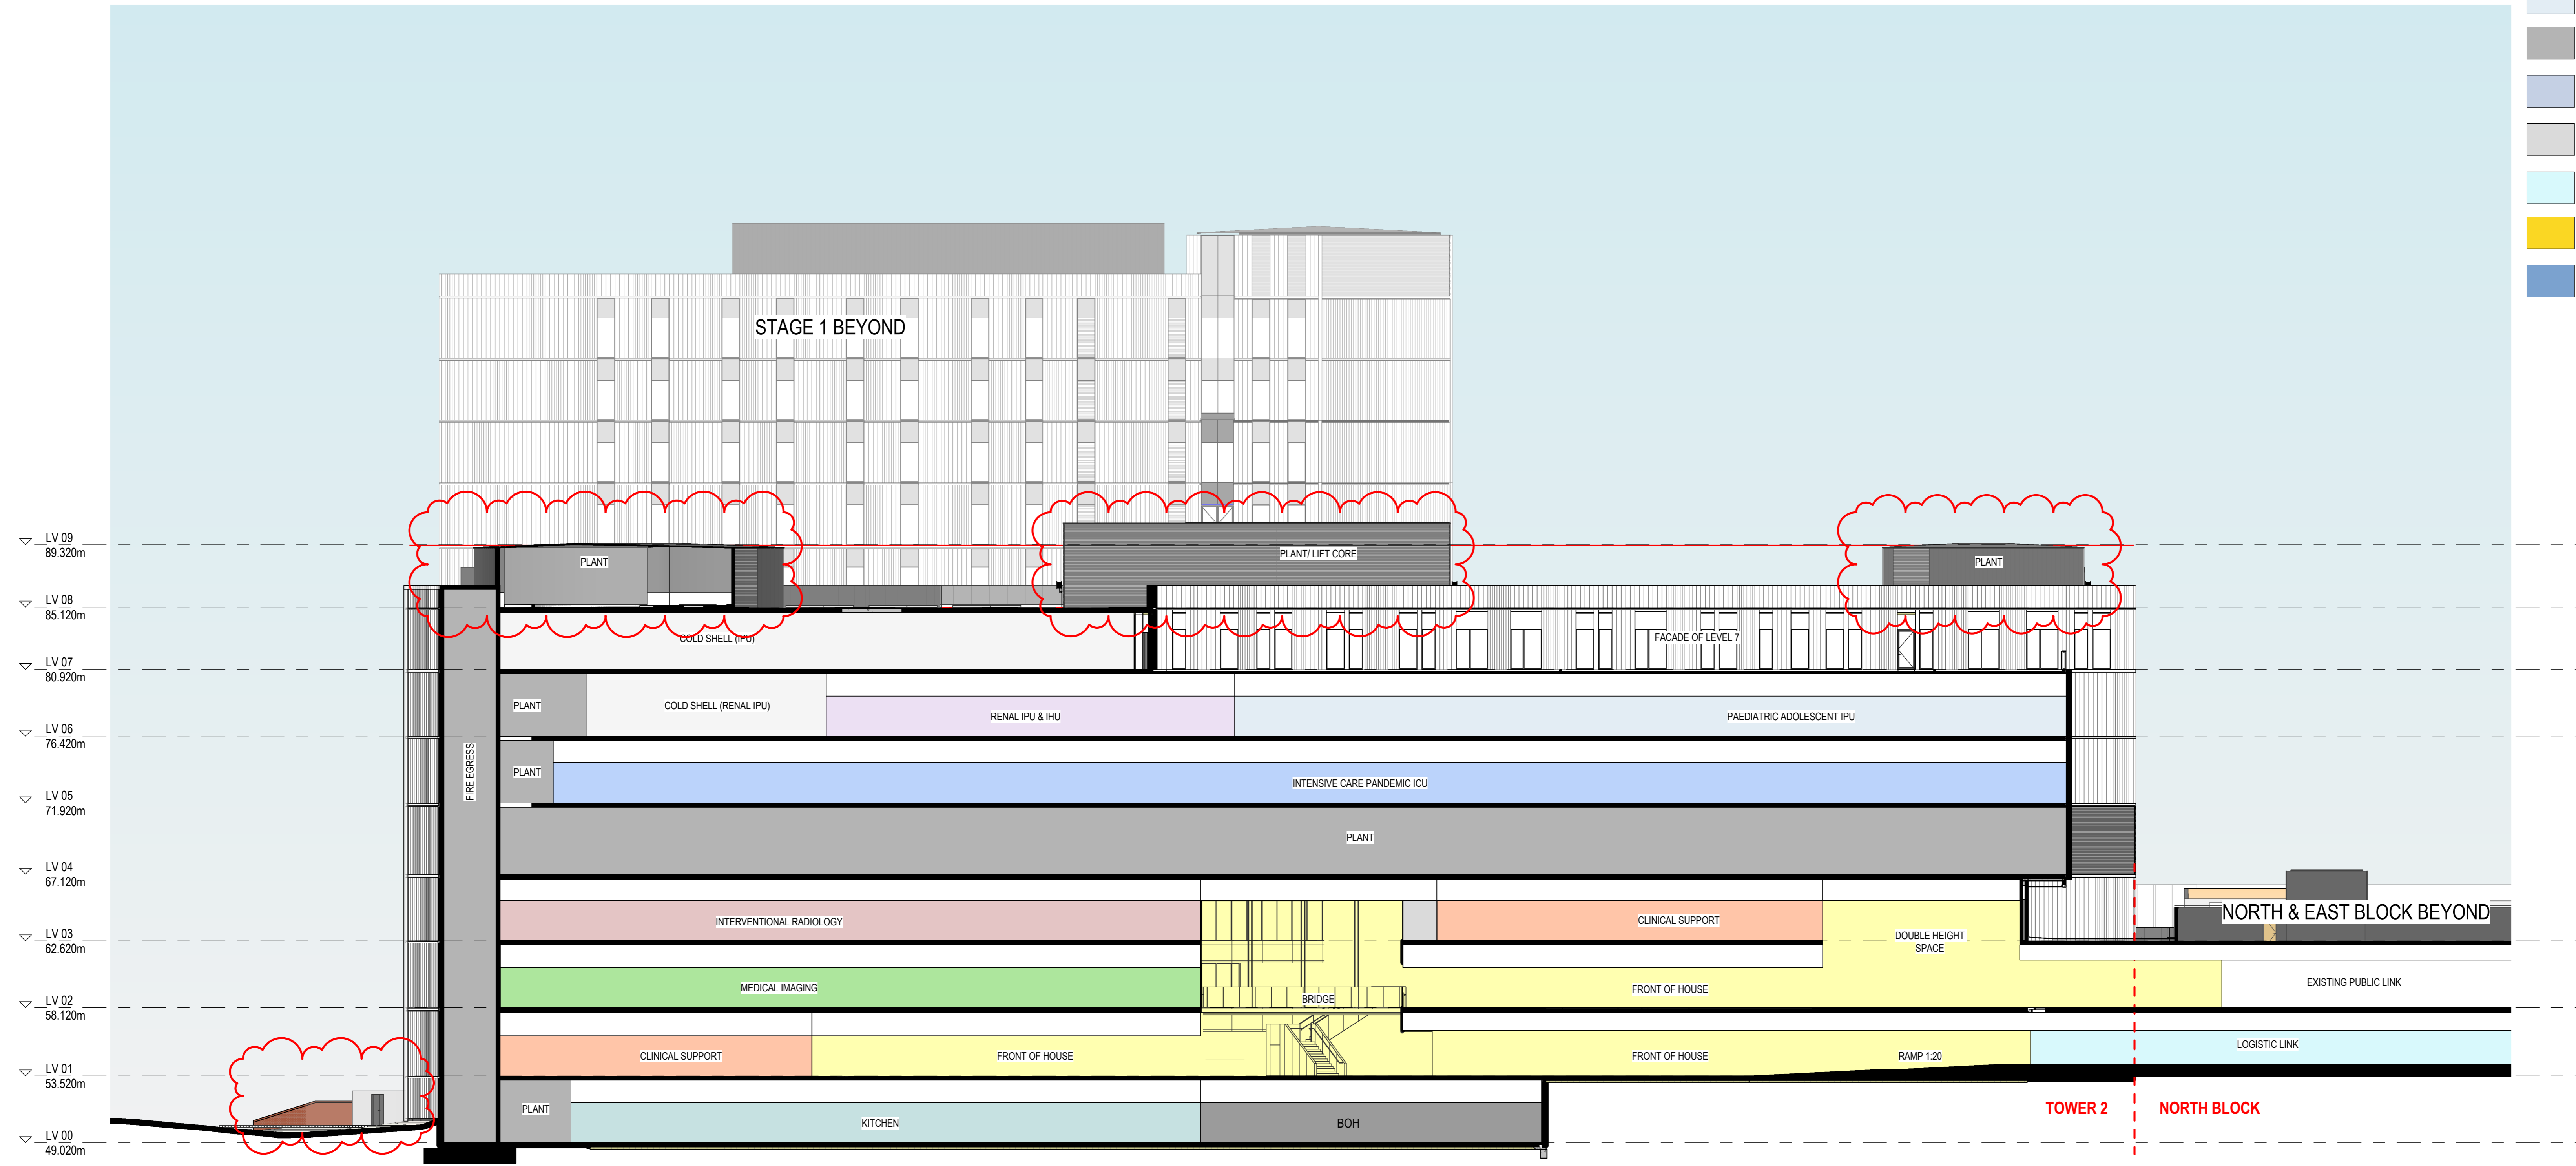 STAGE 1 BEYOND
LV 09
89.320m
PLANT
PLANT/ LIFT CORE
PLANT
LV 08
85.120m
COLD SHELL (IPU)
FACADE OF LEVEL 7
LV 07
80.920m
PLANT
COLD SHELL (RENAL IPU)
RENAL IPU & IHU
PAEDIATRIC ADOLESCENT IPU
LV 06
76.420m
FIRE EGRESS
PLANT
INTENSIVE CARE PANDEMIC ICU
LV 05
71.920m
PLANT
LV 04
67.120m
INTERVENTIONAL RADIOLOGY
CLINICAL SUPPORT
NORTH & EAST BLOCK BEYOND
LV 03
62.620m
DOUBLE HEIGHT
SPACE
MEDICAL IMAGING
BRIDGE
FRONT OF HOUSE
EXISTING PUBLIC LINK
LV 02
58.120m
CLINICAL SUPPORT
FRONT OF HOUSE
FRONT OF HOUSE
RAMP 1:20
LOGISTIC LINK
LV 01
53.520m
PLANT
KITCHEN
BOH
TOWER 2
NORTH BLOCK
LV 00
49.020m